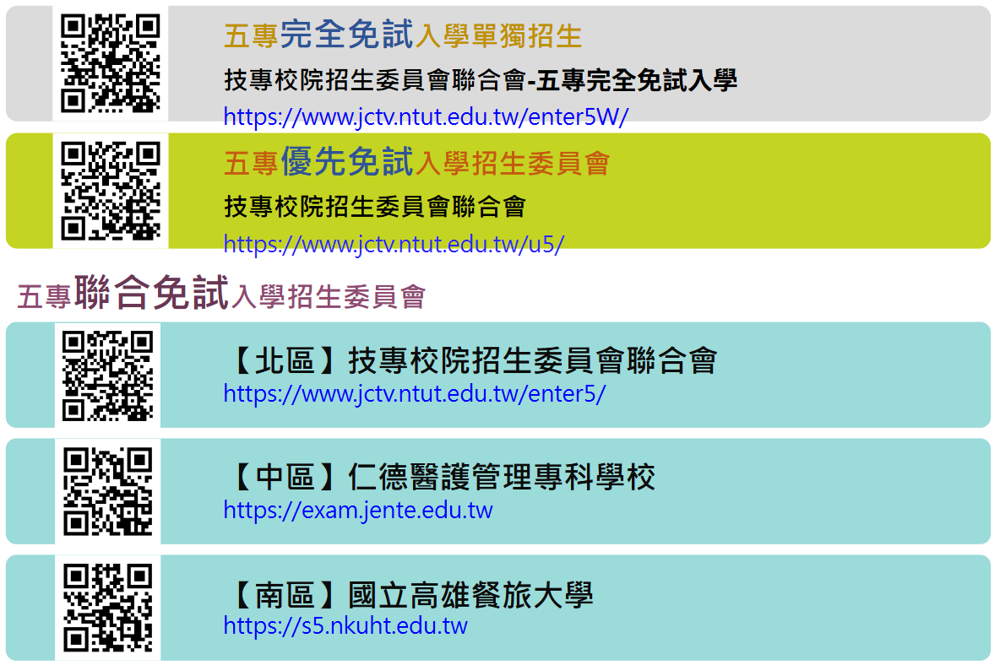 五專完全免試入學單獨招生
技專校院招生委員會聯合會-五專完全免試入學
https://www.jctv.ntut.edu.tw/enter5W/
五專優先免試入學招生委員會
技專校院招生委員會聯合會
https://www.jctv.ntut.edu.tw/u5/
五專聯合免試入學招生委員會
【北區】技專校院招生委員會聯合會
https://www.jctv.ntut.edu.tw/enter5/
【中區】仁德醫護管理專科學校
https://exam.jente.edu.tw
【南區】國立高雄餐旅大學
https://s5.nkuht.edu.tw